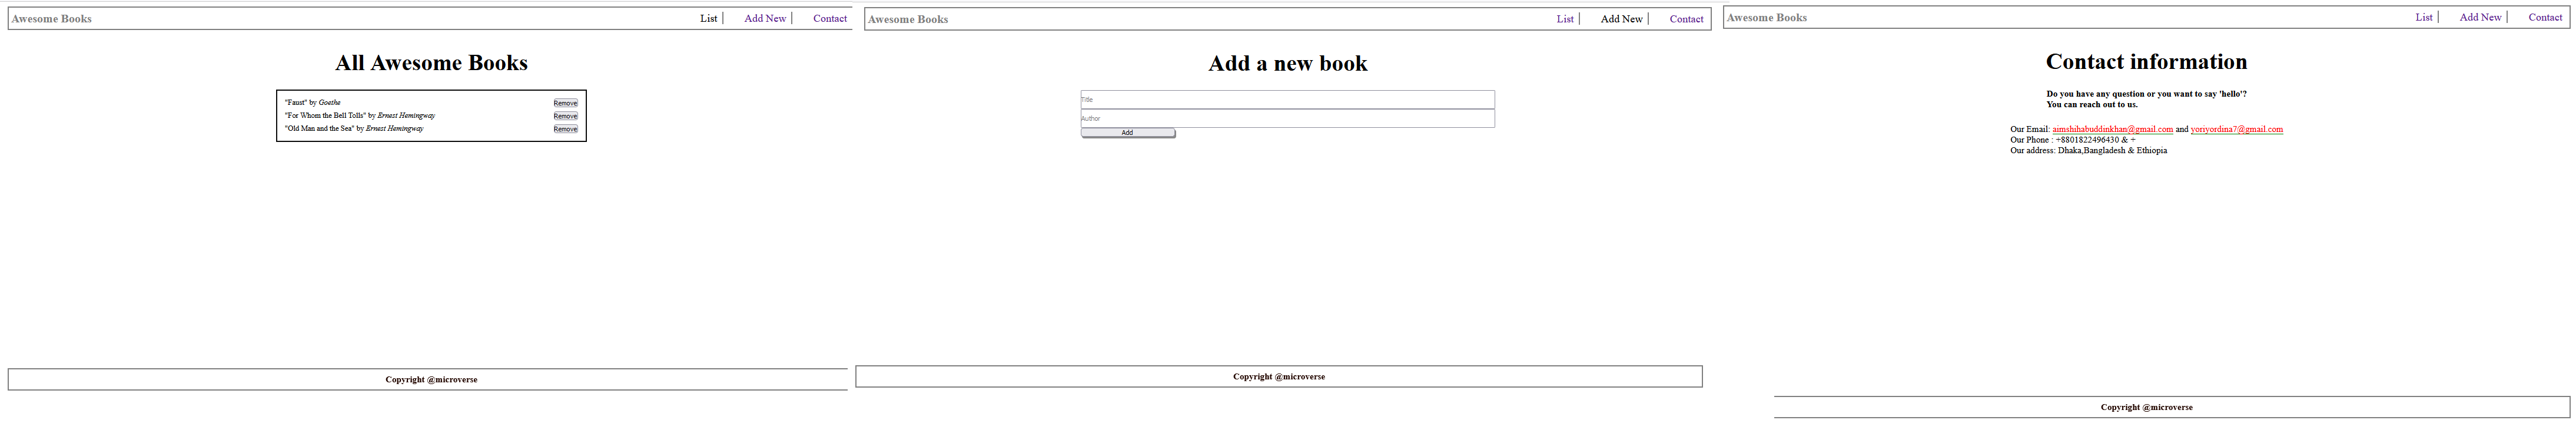 Awesome Books
List
Add New
Contact
All Awesome Books
"Faust" by Goethe Remove
"For Whom the Bell Tolls" by Ernest Hemingway Remove
"Old Man and the Sea" by Ernest Hemingway Remove
Copyright @microverse
Awesome Books
List
Add New
Contact
Add a new book
Title
Author
Add
Copyright @microverse
Awesome Books
List
Add New
Contact
Contact information
Do you have any question or you want to say 'hello'?
You can reach out to us.
Our Email: aimshihabuddinkhan@gmail.com and yoriyordina7@gmail.com
Our Phone : +8801822496430 & +
Our address: Dhaka,Bangladesh & Ethiopia
Copyright @microverse